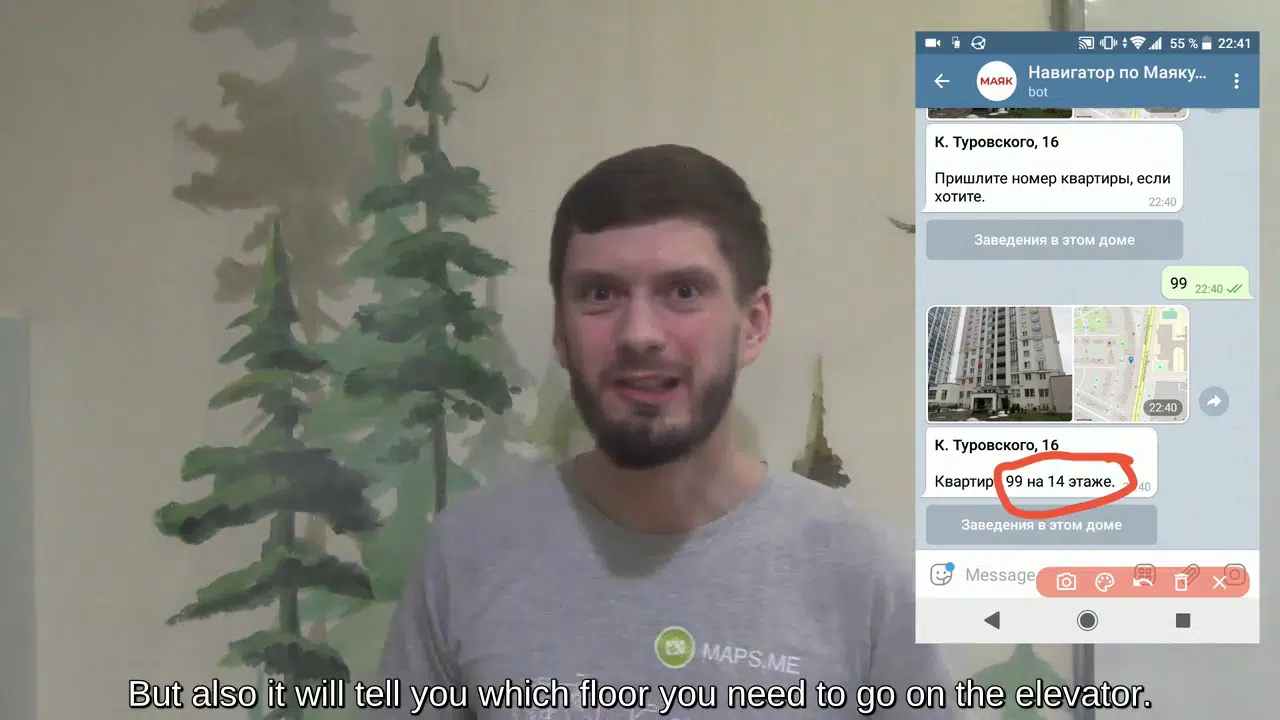 55 % 22:41
МАЯК
Навигатор по Маяку...
bot
К. Туровского, 16
Пришлите номер квартиры, если
хотите.
22:40
Заведения в этом доме
99 22:40
22:40
К. Туровского, 16
Квартир 99 на 14 этаже.
40
Заведения в этом доме
Message
MAPS.ME
But also it will tell you which floor you need to go on the elevator.